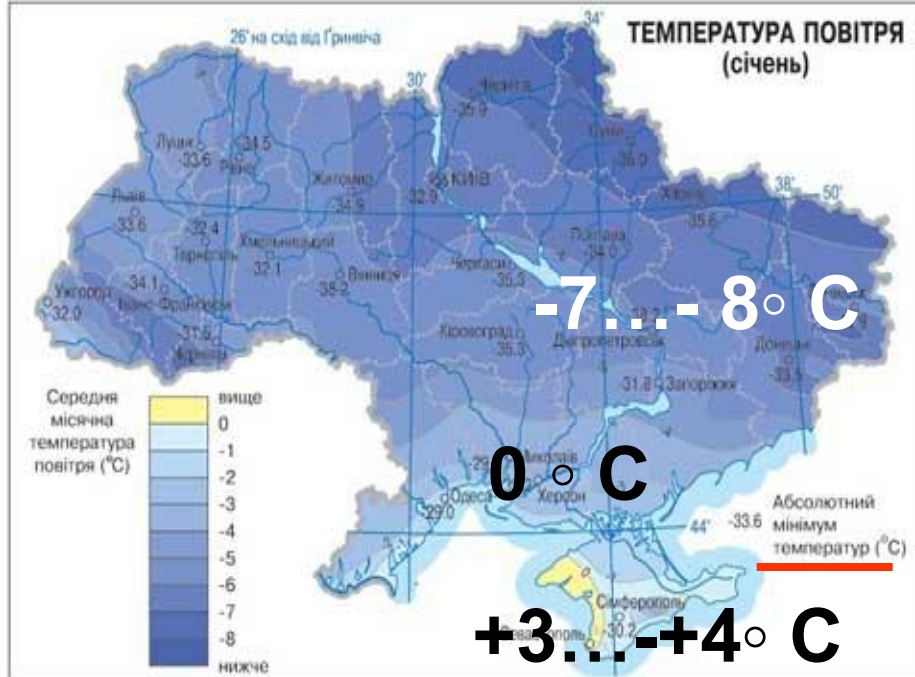 ТЕМПЕРАТУРА ПОВІТРЯ
(січень)
26° на схід від Ґринвіча
30°
34°
38°
50°
44°
Чернігів
-35.9
Луцьк
-33.6
-34.5
Рівне
Житомир
-34.9
КИЇВ
32.9
Суми
-36.0
Харків
-35.6
Львів
33.6
-32.4
Тернопіль
Хмельницький
32.1
Вінниця
-38.2
Черкаси
-35.3
Полтава
-34.0
Ужгород
-32.0
-34.1
Івано-Франківськ
-31.5
Чернівці
Кіровоград
35.3
Дніпропетровськ
Донецьк
-33.5
-31.8
Запоріжжя
-7...- 8° C
Середня
місячна
температура
повітря (°С)
вище
0
-1
-2
-3
-4
-5
-6
-7
-8
нижче
Миколаїв
-29
0 ° C
Одеса
-29.0
Херсон
-33.6
Абсолютний
мінімум
температур (°С)
Сімферополь
-30.2
Севастополь
+3...-+4° C